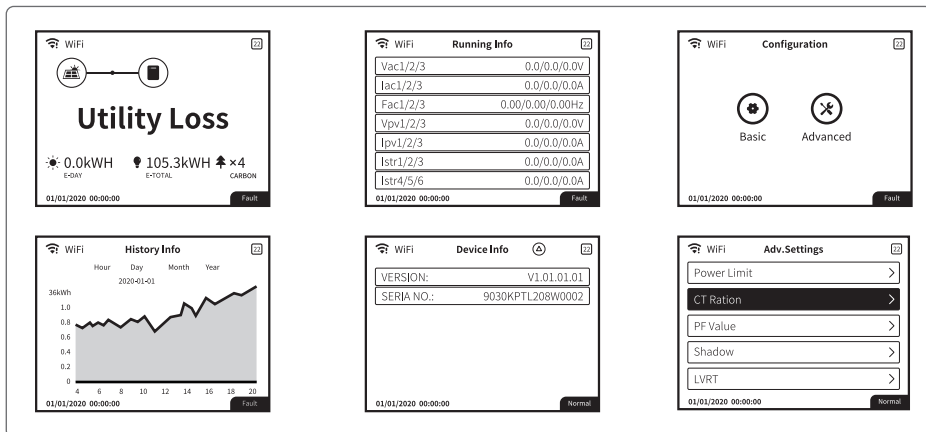 WiFi 22
Utility Loss
0.0kWH 105.3kWH ×4
E-DAY E-TOTAL CARBON
01/01/2020 00:00:00 Fault
WiFi Running Info 22
Vac1/2/3 0.0/0.0/0.0V
Iac1/2/3 0.0/0.0/0.0A
Fac1/2/3 0.00/0.00/0.00Hz
Vpv1/2/3 0.0/0.0/0.0V
Ipv1/2/3 0.0/0.0/0.0A
Istr1/2/3 0.0/0.0/0.0A
Istr4/5/6 0.0/0.0/0.0A
01/01/2020 00:00:00 Fault
WiFi Configuration 22
Basic Advanced
01/01/2020 00:00:00 Fault
WiFi History Info 22
Hour Day Month Year
2020-01-01
36kWh
1.0
0.8
0.6
0.4
0.2
0
4 6 8 10 12 14 16 18 20
01/01/2020 00:00:00 Fault
WiFi Device Info 22
VERSION: V1.01.01.01
SERIA NO.: 9030KPTL208W0002
01/01/2020 00:00:00 Normal
WiFi Adv.Settings 22
Power Limit >
CT Ration >
PF Value >
Shadow >
LVRT >
01/01/2020 00:00:00 Normal